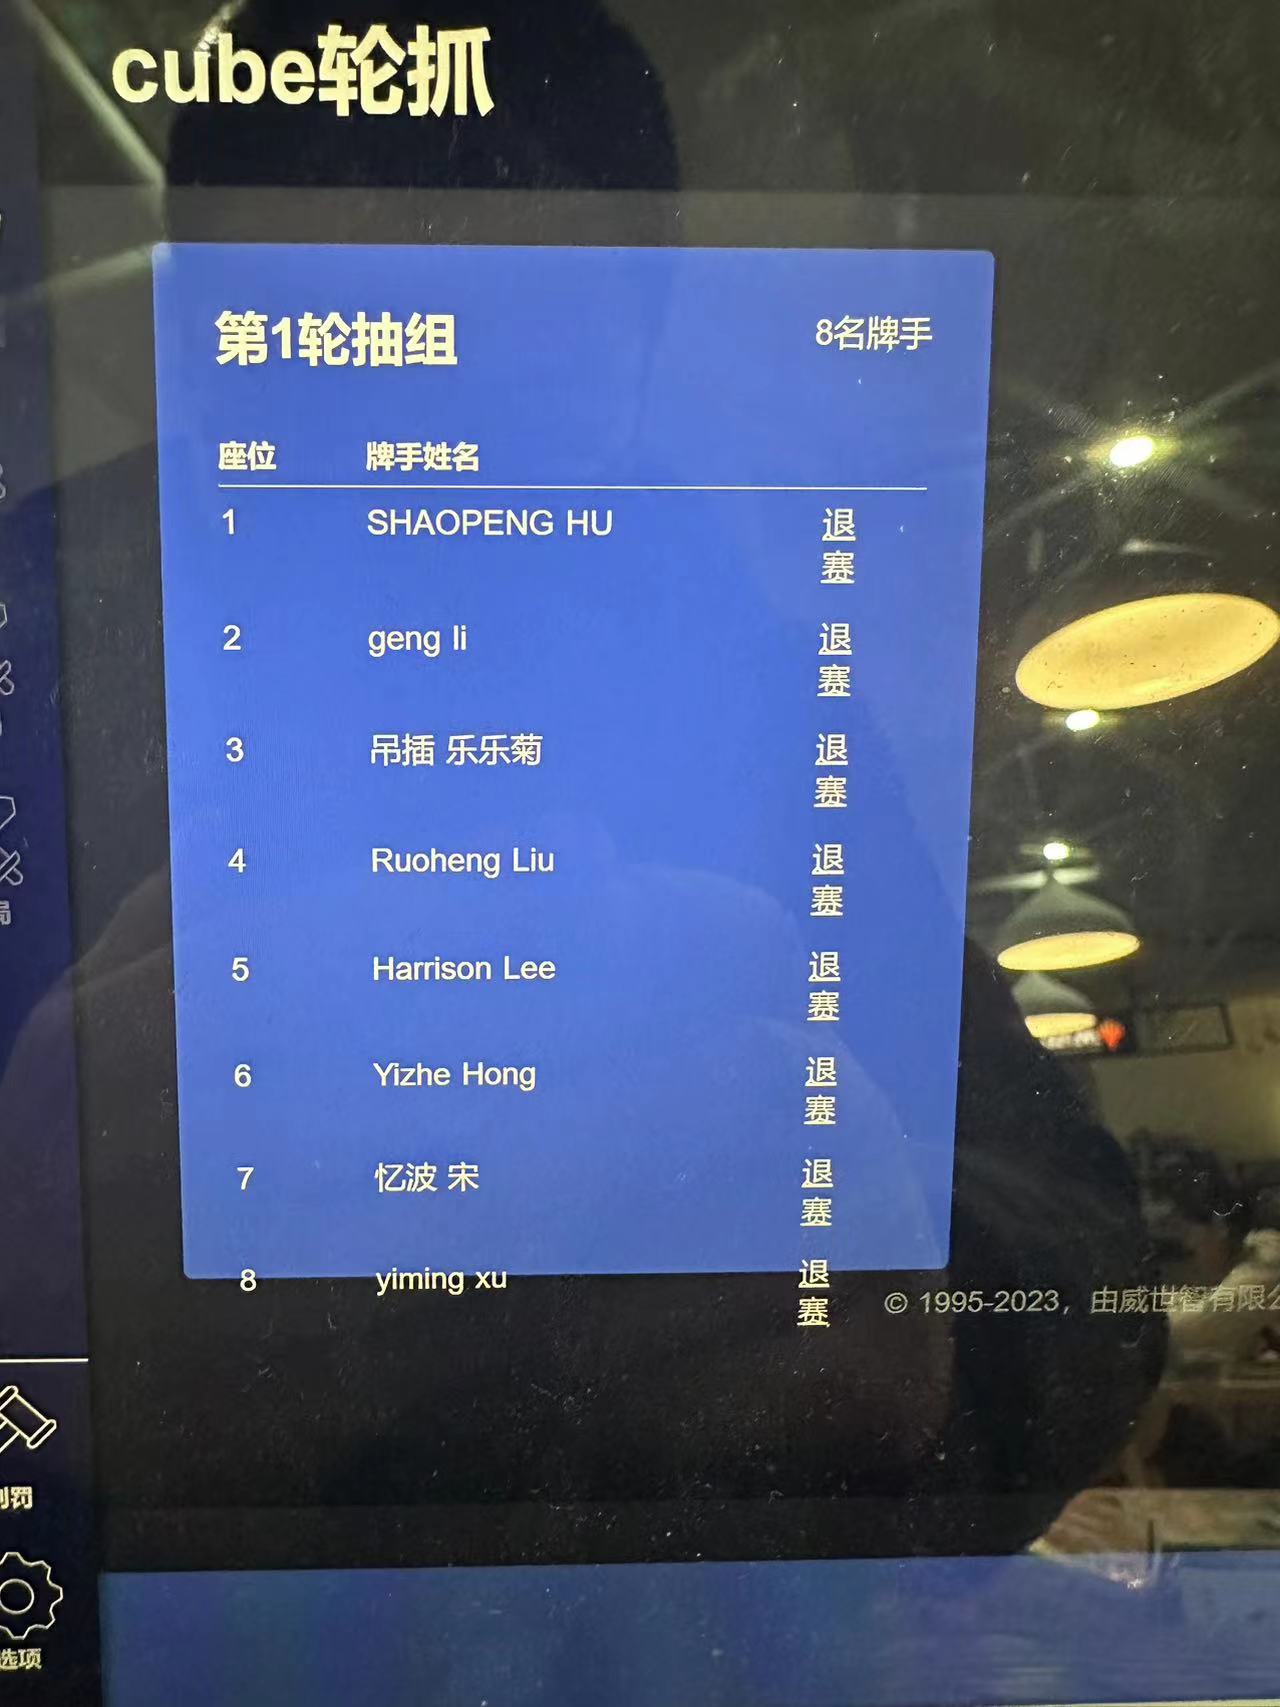 cube轮抓
第1轮抽组 8名牌手
座位 牌手姓名
1 SHAOPENG HU 退
赛
2 geng li 退
赛
3 吊插 乐乐菊 退
赛
4 Ruoheng Liu 退
赛
5 Harrison Lee 退
赛
6 Yizhe Hong 退
赛
7 忆波 宋 退
赛
8 yiming xu 退
赛
© 1995-2023，由威世智有限公
局
判罚
选项